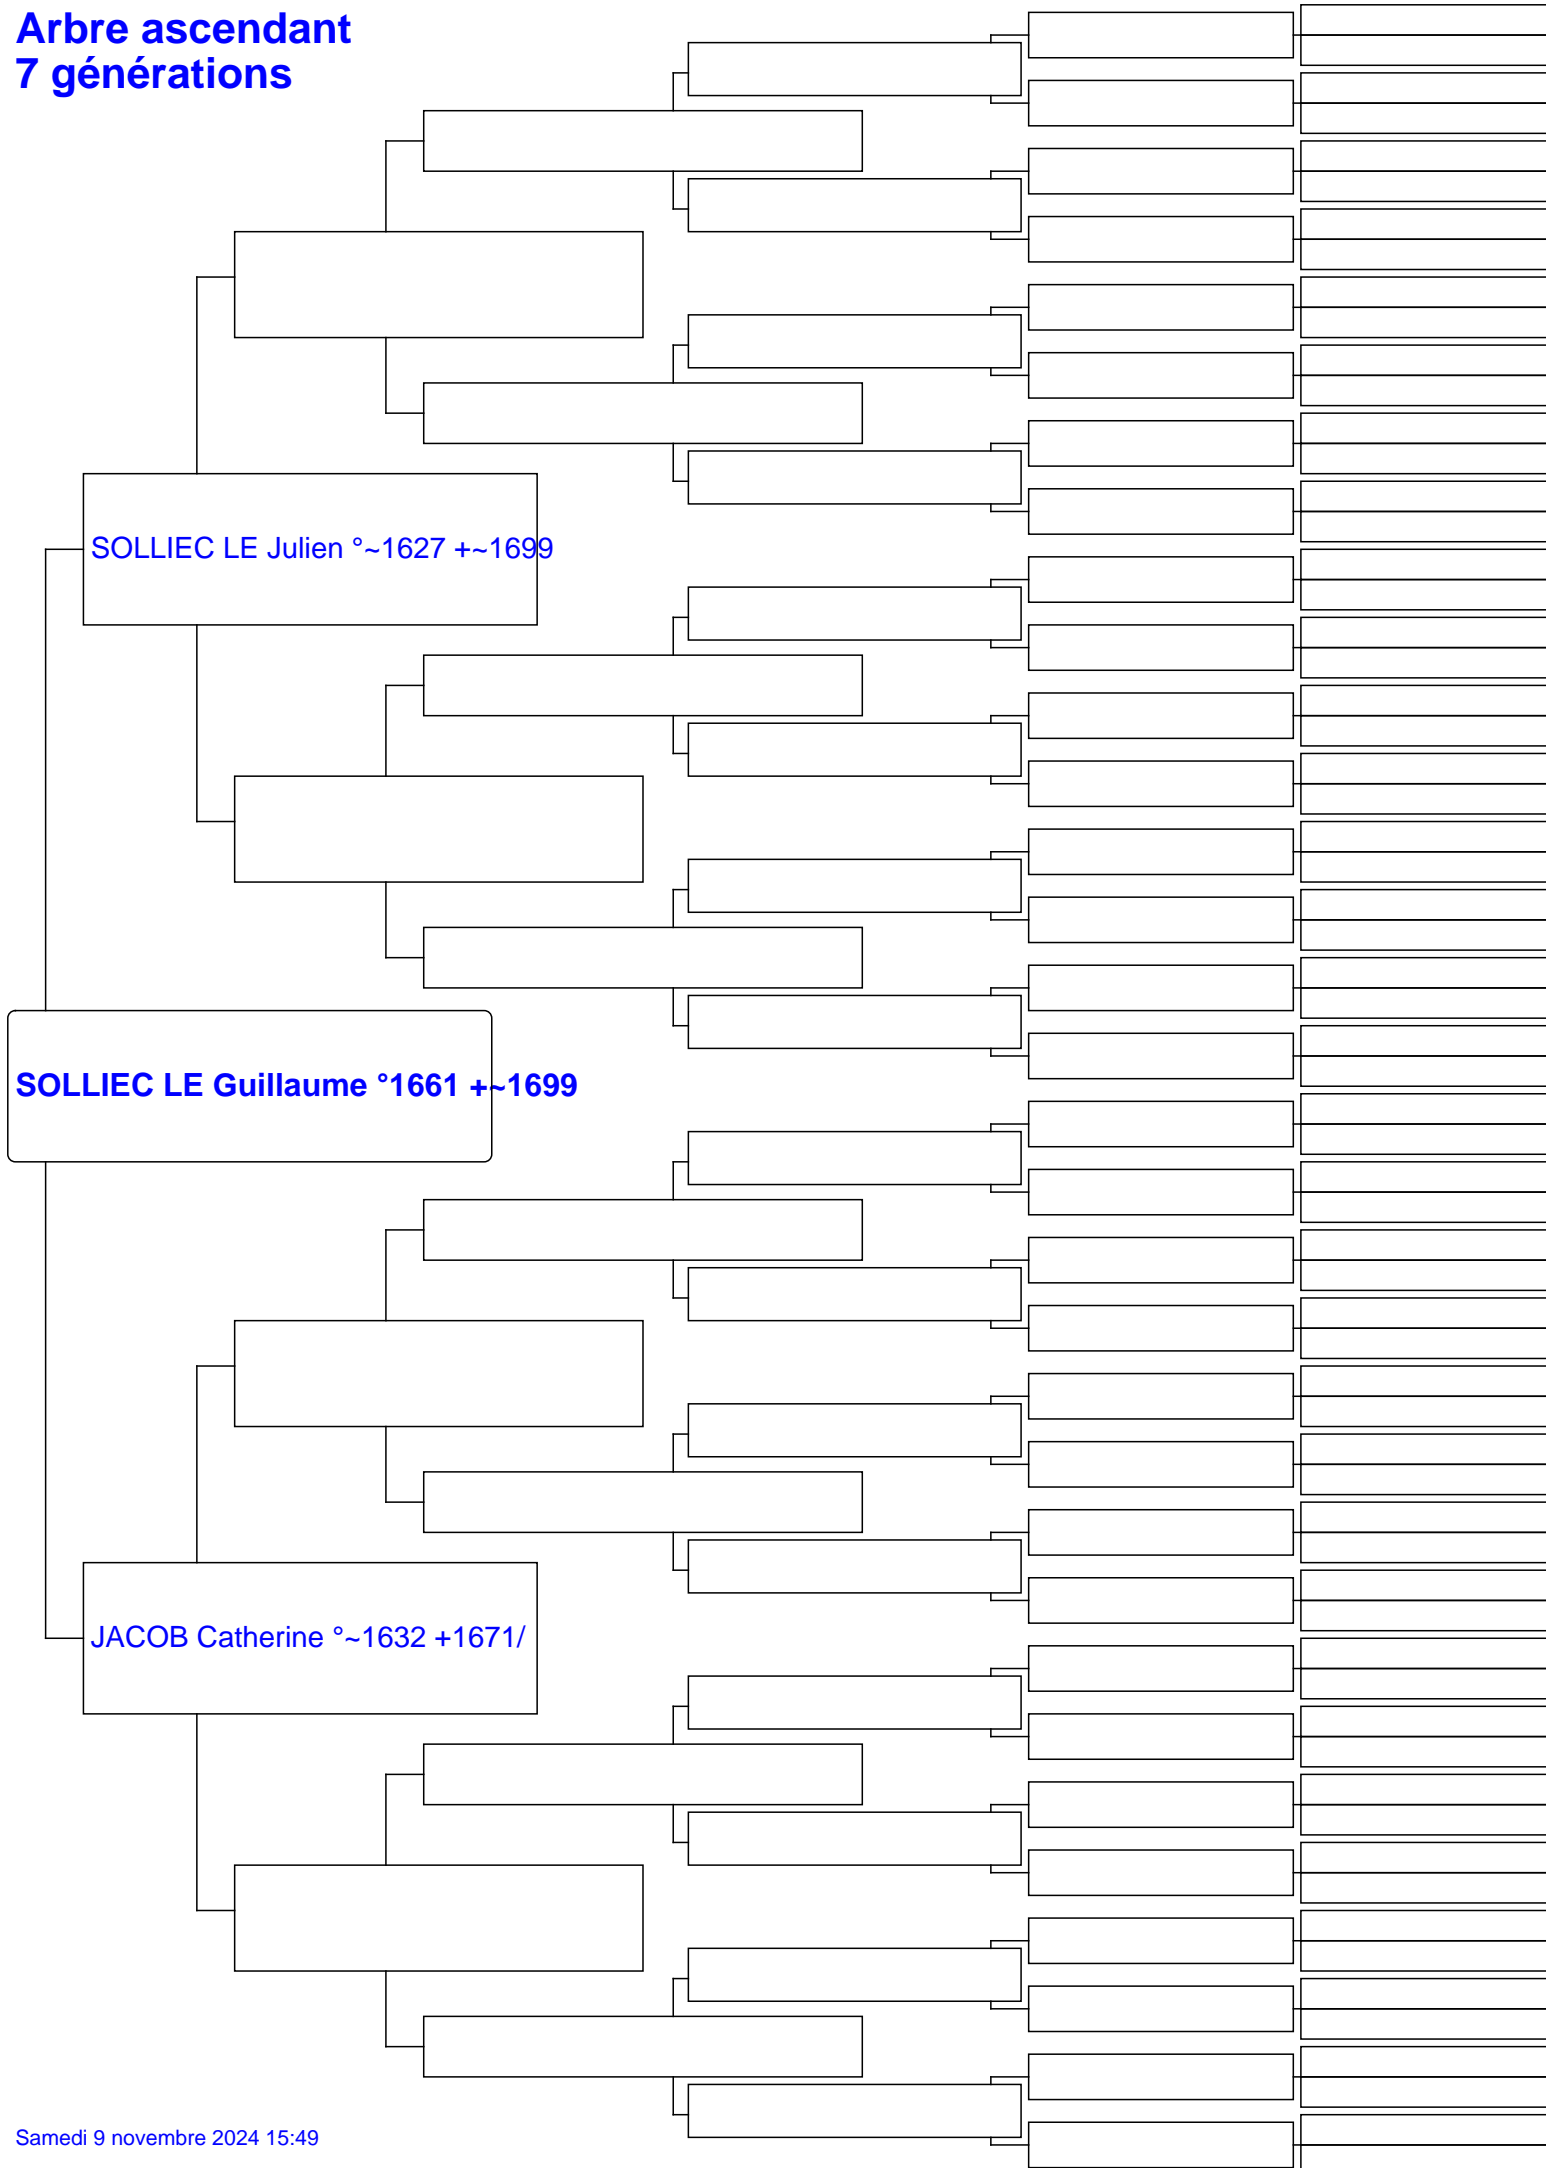 Arbre ascendant
7 générations
SOLLIEC LE Julien °~1627 +~1699
SOLLIEC LE Guillaume °1661 +~1699
JACOB Catherine °~1632 +1671/
Samedi 9 novembre 2024 15:49